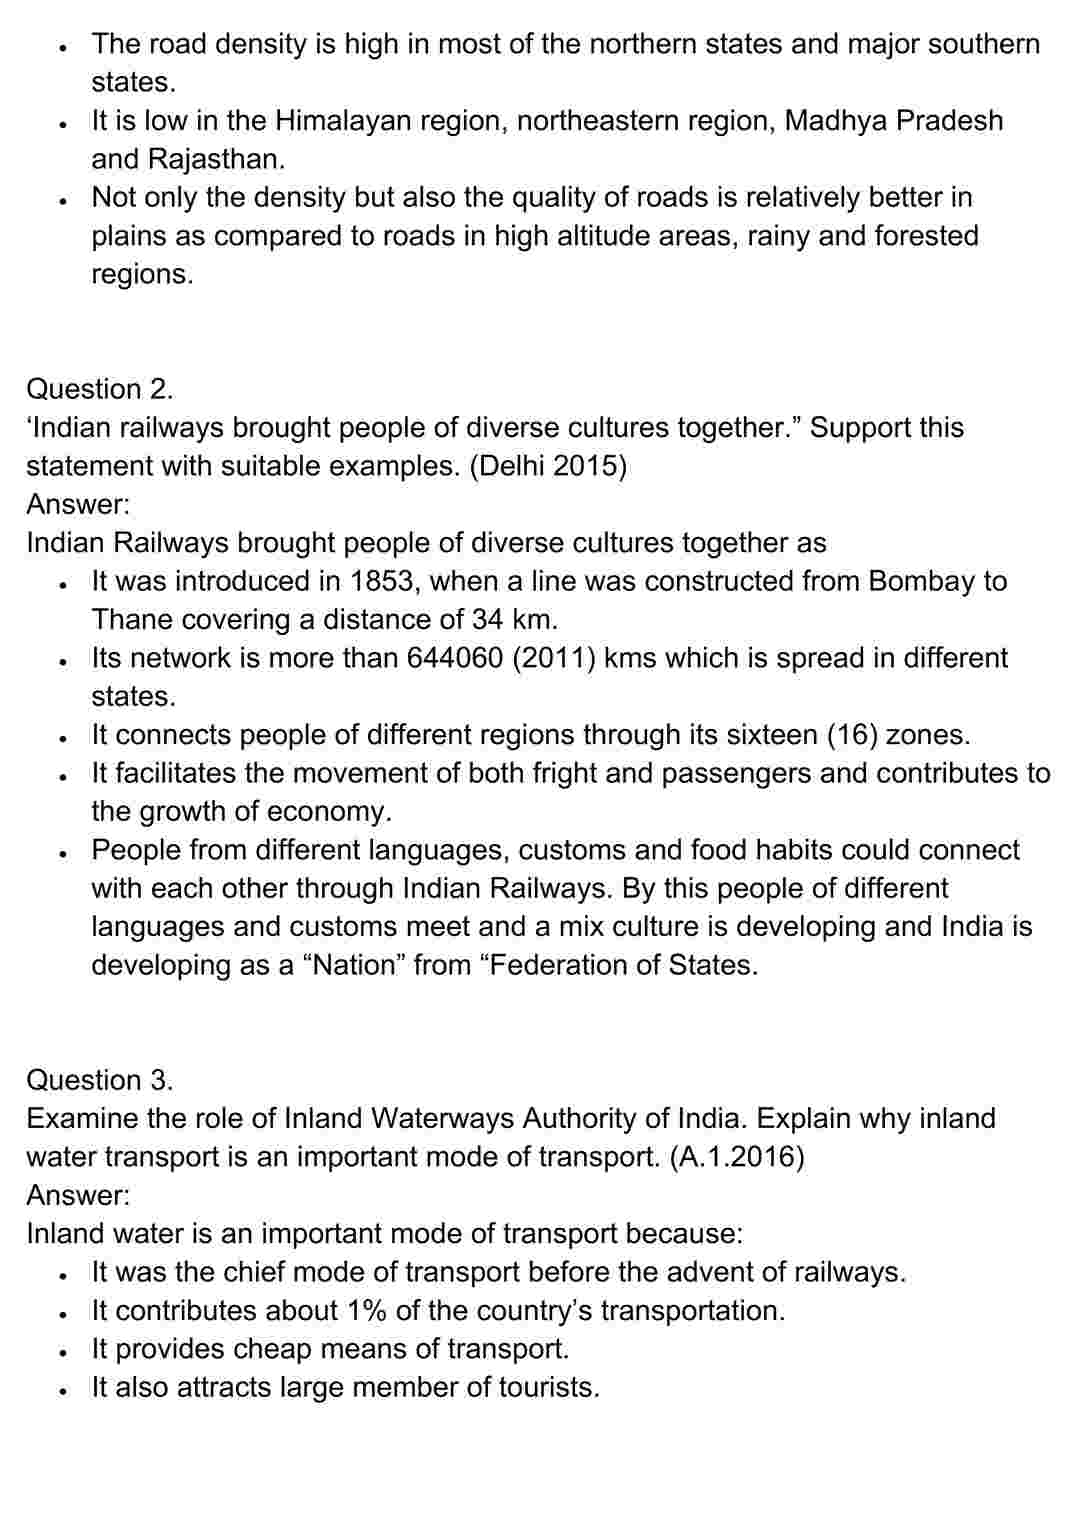 • The road density is high in most of the northern states and major southern
states.
• It is low in the Himalayan region, northeastern region, Madhya Pradesh
and Rajasthan.
• Not only the density but also the quality of roads is relatively better in
plains as compared to roads in high altitude areas, rainy and forested
regions.
Question 2.
‘Indian railways brought people of diverse cultures together.” Support this
statement with suitable examples. (Delhi 2015)
Answer:
Indian Railways brought people of diverse cultures together as
• It was introduced in 1853, when a line was constructed from Bombay to
Thane covering a distance of 34 km.
• Its network is more than 644060 (2011) kms which is spread in different
states.
• It connects people of different regions through its sixteen (16) zones.
• It facilitates the movement of both fright and passengers and contributes to
the growth of economy.
• People from different languages, customs and food habits could connect
with each other through Indian Railways. By this people of different
languages and customs meet and a mix culture is developing and India is
developing as a “Nation” from “Federation of States.
Question 3.
Examine the role of Inland Waterways Authority of India. Explain why inland
water transport is an important mode of transport. (A.1.2016)
Answer:
Inland water is an important mode of transport because:
• It was the chief mode of transport before the advent of railways.
• It contributes about 1% of the country’s transportation.
• It provides cheap means of transport.
• It also attracts large member of tourists.